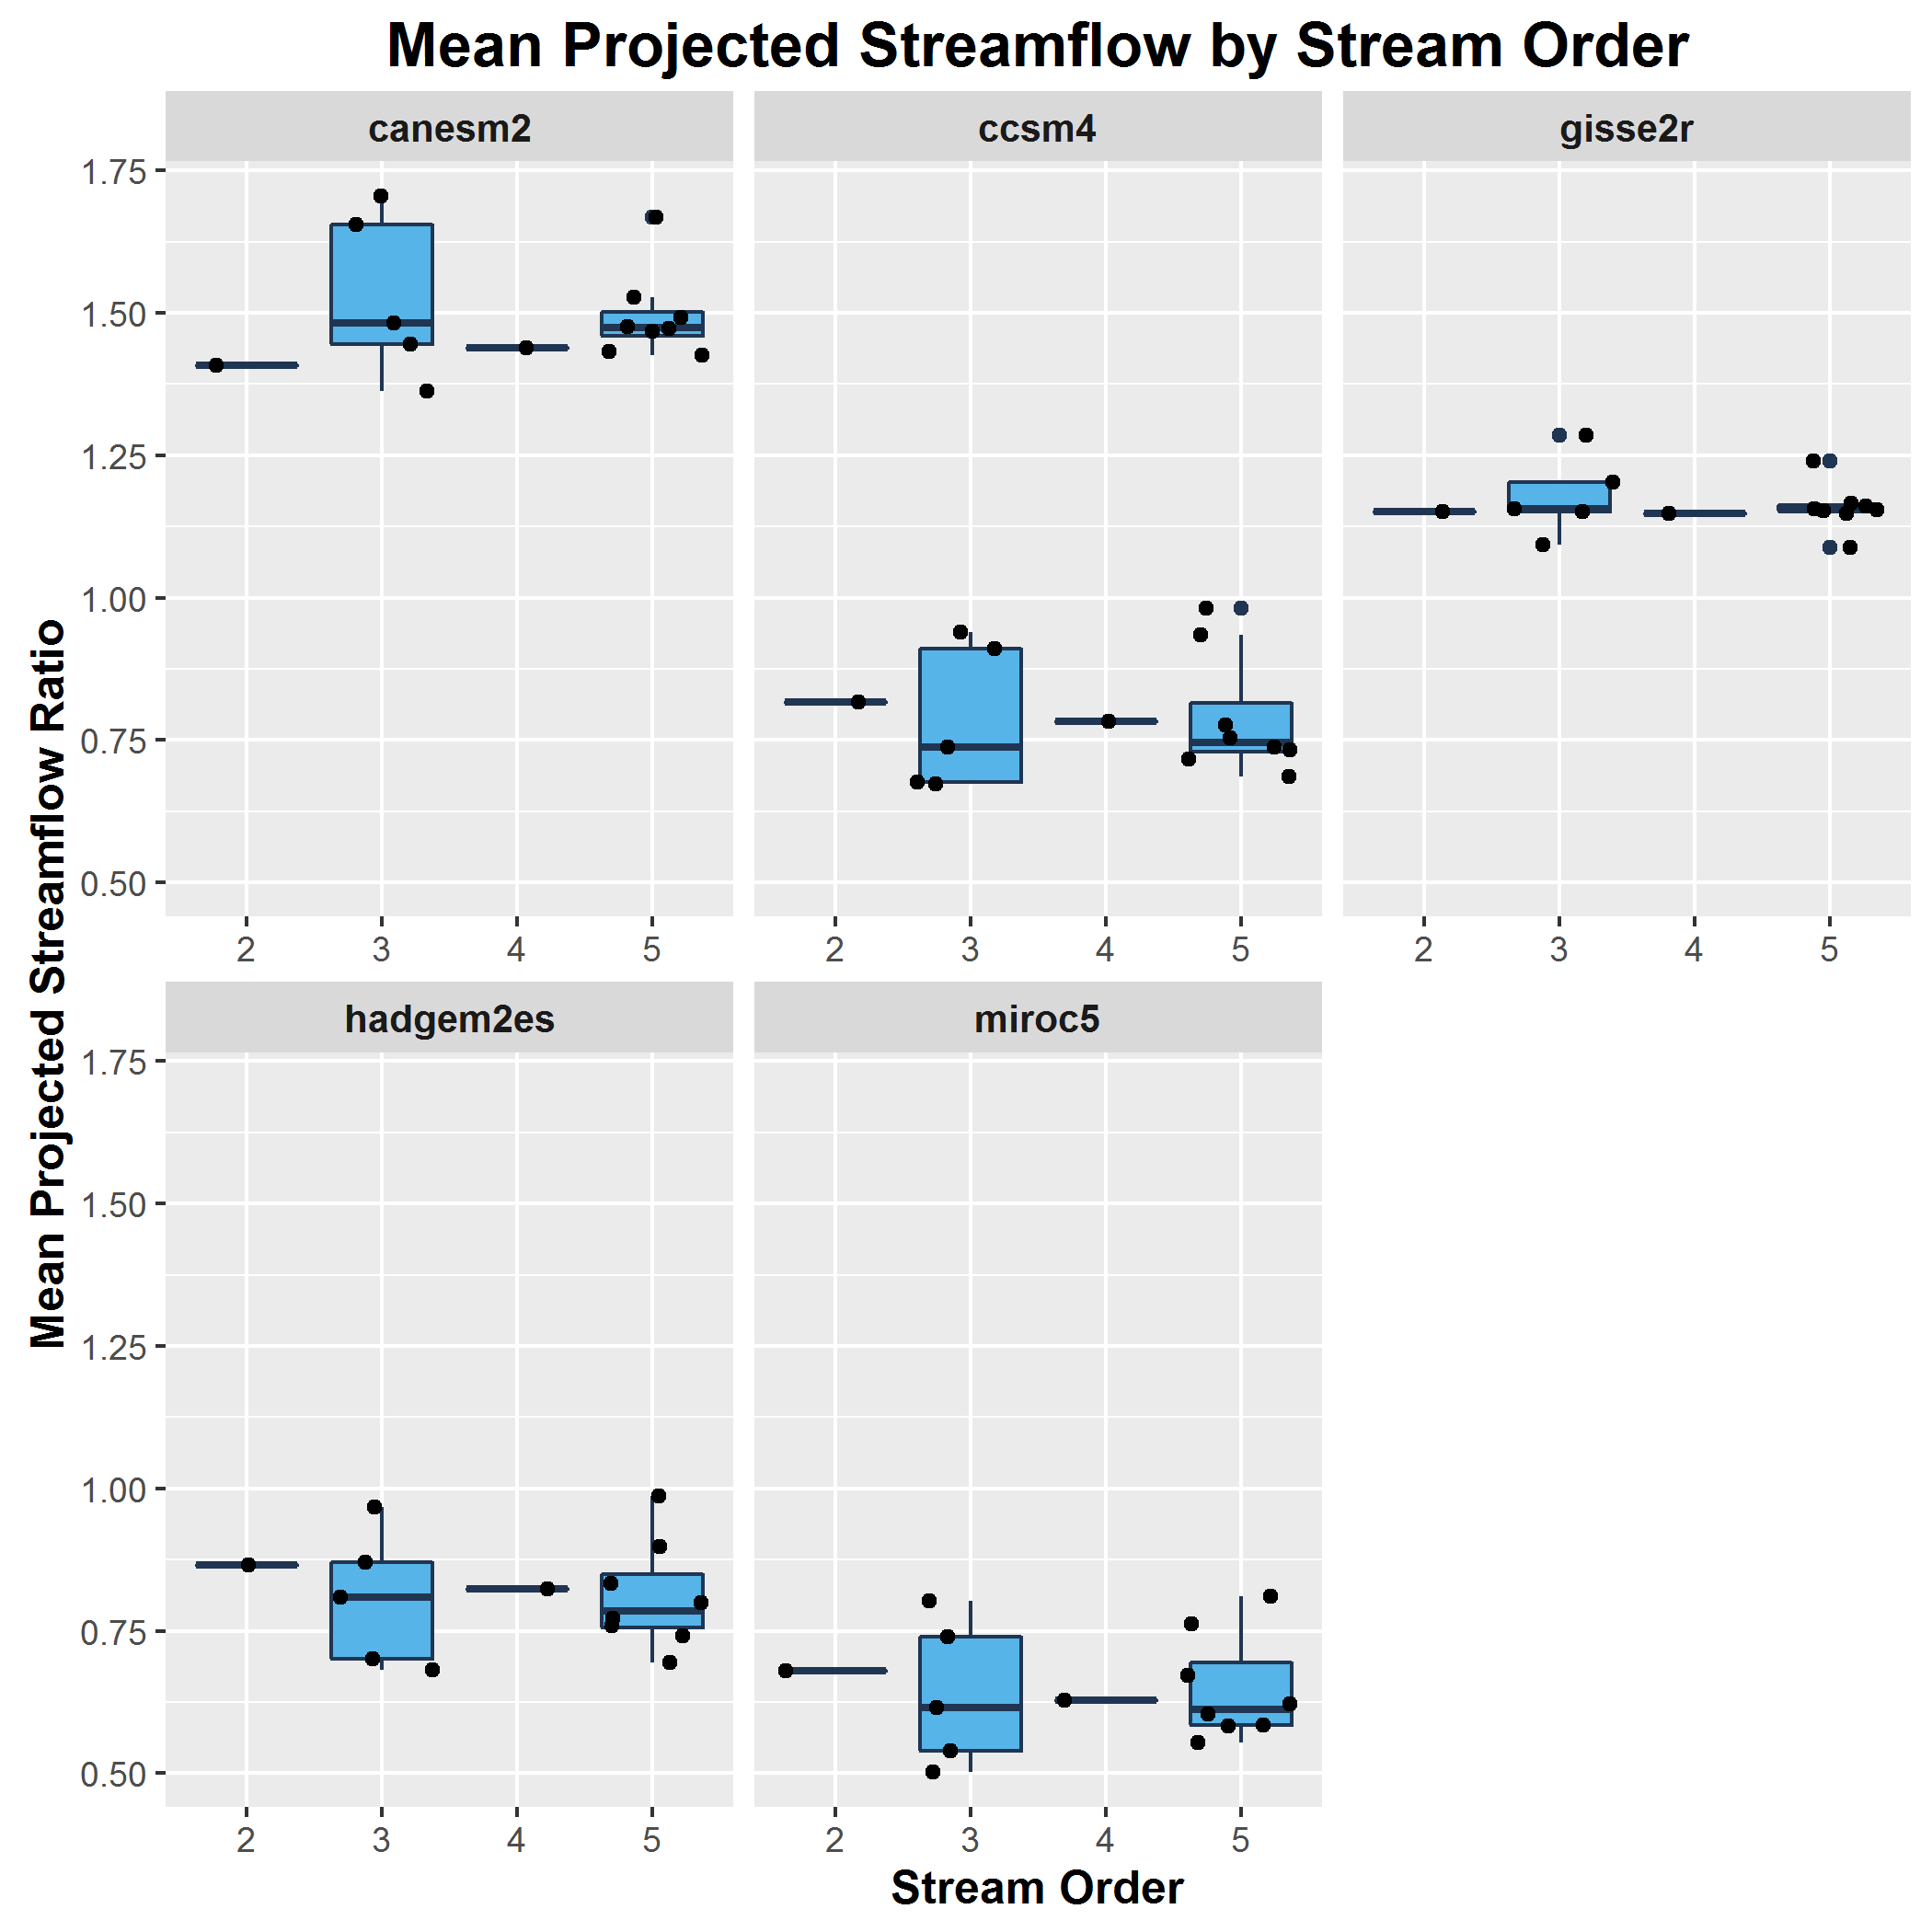 Mean Projected Streamflow by Stream Order
canesm2
ccsm4
gisse2r
1.75
1.50
1.25
1.00
0.75
0.50
2 3 4 5
2 3 4 5
2 3 4 5
Mean Projected Streamflow Ratio
hadgem2es
miroc5
1.75
1.50
1.25
1.00
0.75
0.50
2 3 4 5
2 3 4 5
Stream Order